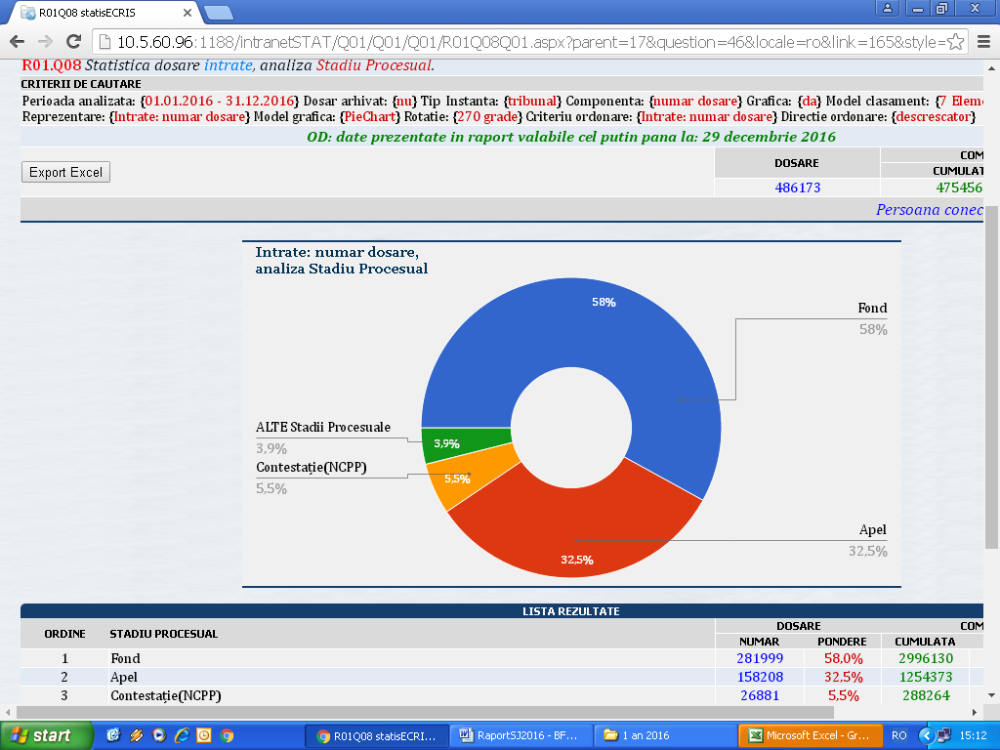 R01Q08 statisECRIS
10.5.60.96:1188/intranetSTAT/Q01/Q01/Q01/R01Q08Q01.aspx?parent=17&question=46&locale=ro&link=165&style=
R01.Q08 Statistica dosare intrate, analiza Stadiu Procesual.
CRITERII DE CAUTARE
Perioada analizata: {01.01.2016 - 31.12.2016} Dosar arhivat: {nu} Tip Instanta: {tribunal} Componenta: {numar dosare} Grafica: {da} Model clasament: {7 Eleme
Reprezentare: {Intrate: numar dosare} Model grafica: {PieChart} Rotatie: {270 grade} Criteriu ordonare: {Intrate: numar dosare} Directie ordonare: {descrescator}
OD: date prezentate in raport valabile cel putin pana la: 29 decembrie 2016
Export Excel
DOSARE
COM
CUMULAT
486173
475456
Persoana conec
Intrate: numar dosare,
analiza Stadiu Procesual
58%
Fond
58%
ALTE Stadii Procesuale
3,9%
3,9%
Contestație(NCPP)
5,5%
5,5%
Apel
32,5%
32,5%
LISTA REZULTATE
ORDINE STADIU PROCESUAL DOSARE COM
NUMAR PONDERE CUMULATA
1 Fond 281999 58,0% 2996130
2 Apel 158208 32,5% 1254373
3 Contestație(NCPP) 26881 5,5% 288264
start
R01Q08 statisECRI...
RaportSJ2016 - BF...
1 an 2016
Microsoft Excel - Gr...
RO
15:12